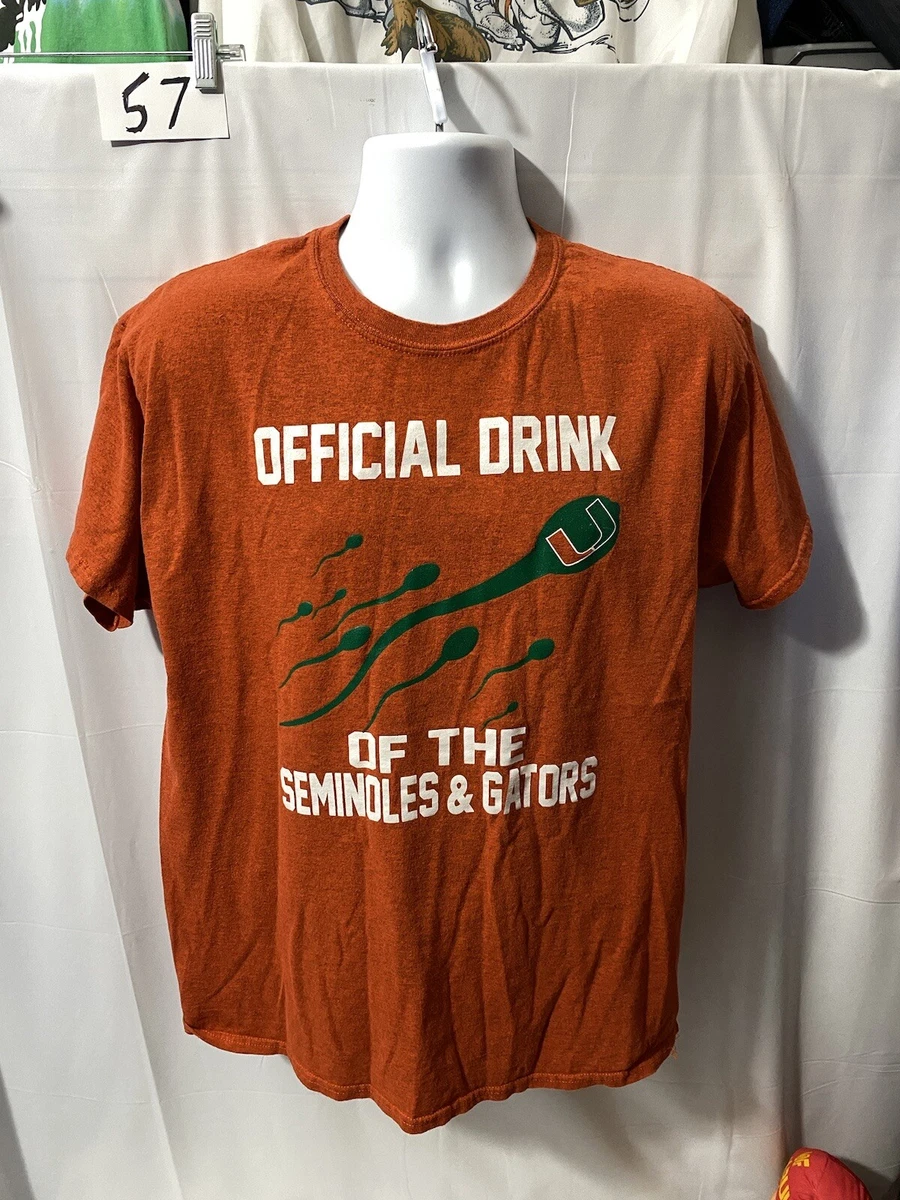 57
OFFICIAL DRINK
U
OF THE
SEMINOLES & GATORS